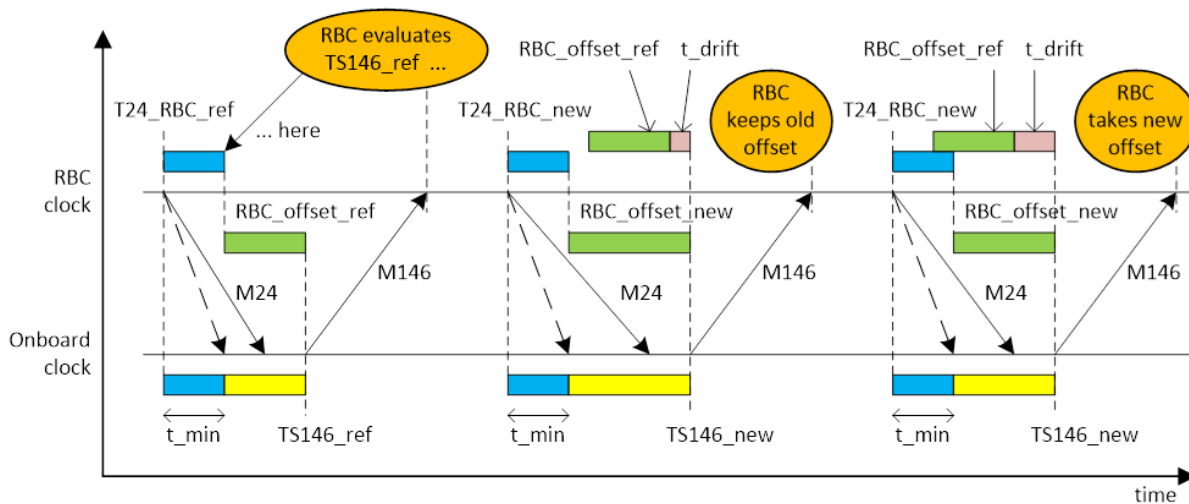 RBC evaluates
TS146_ref ...
RBC_offset_ref
t_drift
RBC_offset_ref
t_drift
T24_RBC_ref
... here
T24_RBC_new
RBC
keeps old
offset
T24_RBC_new
RBC
takes new
offset
RBC
clock
RBC_offset_ref
RBC_offset_new
RBC_offset_new
M24
M146
M24
M146
M24
M146
Onboard
clock
t_min
TS146_ref
t_min
TS146_new
t_min
TS146_new
time